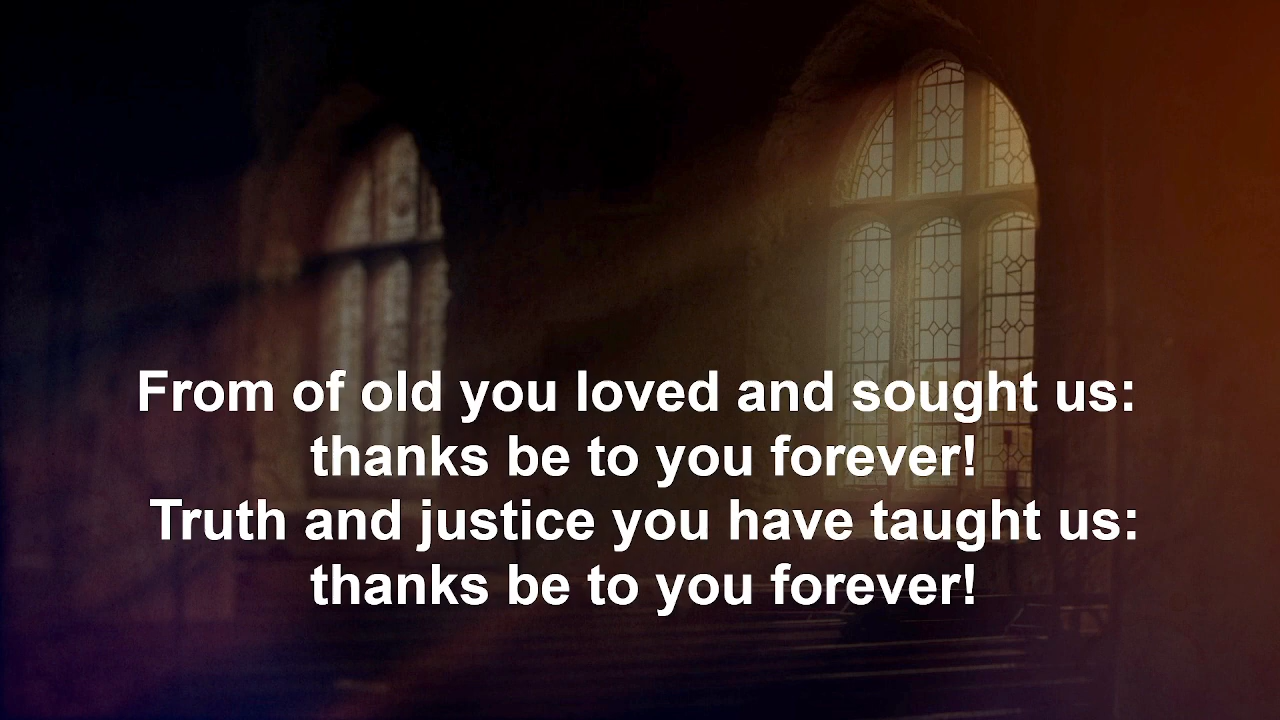 From of old you loved and sought us:
thanks be to you forever!
Truth and justice you have taught us:
thanks be to you forever!